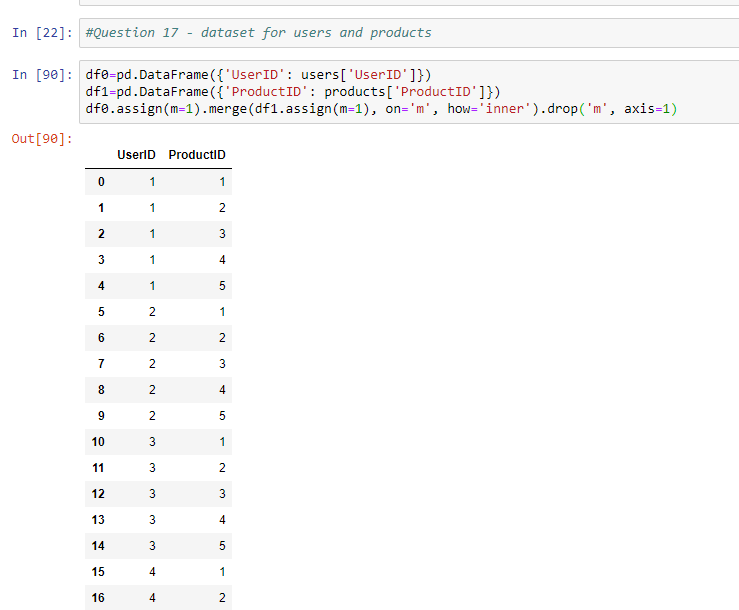 In [22]: #Question 17 - dataset for users and products
In [90]: df0=pd.DataFrame({'UserID': users['UserID']})
df1=pd.DataFrame({'ProductID': products['ProductID']})
df0.assign(m=1).merge(df1.assign(m=1), on='m', how='inner').drop('m', axis=1)
Out[90]:
UserID ProductID
0 1 1
1 1 2
2 1 3
3 1 4
4 1 5
5 2 1
6 2 2
7 2 3
8 2 4
9 2 5
10 3 1
11 3 2
12 3 3
13 3 4
14 3 5
15 4 1
16 4 2